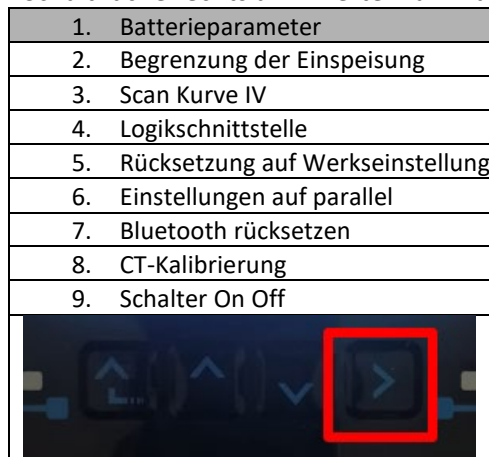 1. Batterieparameter
2. Begrenzung der Einspeisung
3. Scan Kurve IV
4. Logikschnittstelle
5. Rücksetzung auf Werkseinstellung
6. Einstellungen auf parallel
7. Bluetooth rücksetzen
8. CT-Kalibrierung
9. Schalter On Off